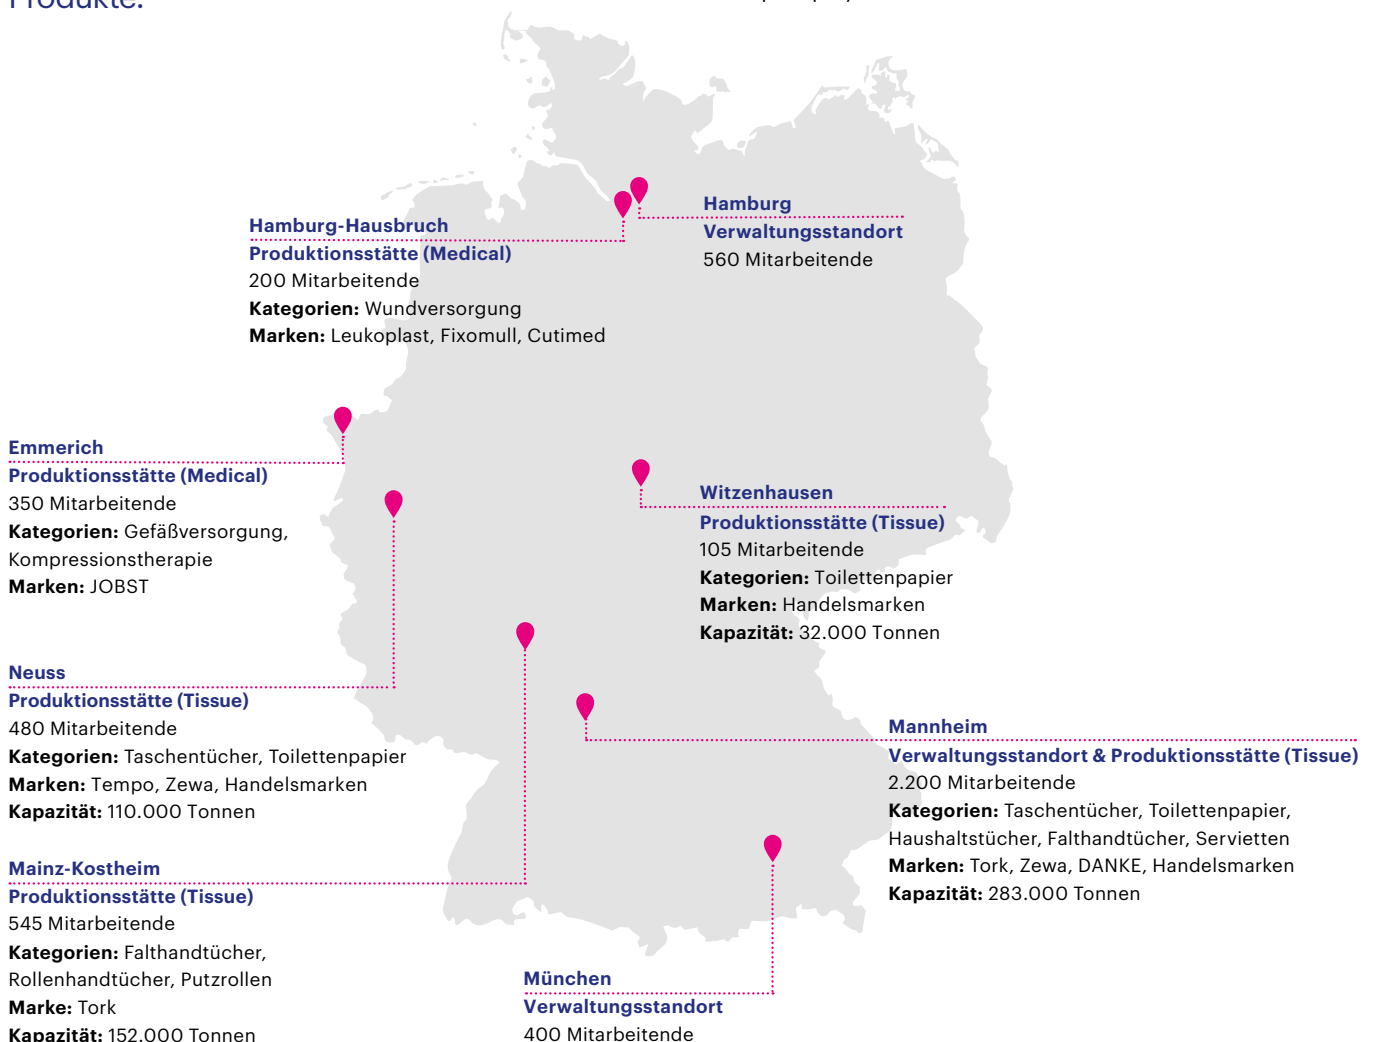 Produkte.
Hamburg
Verwaltungsstandort
560 Mitarbeitende
Hamburg-Hausbruch
Produktionsstätte (Medical)
200 Mitarbeitende
Kategorien: Wundversorgung
Marken: Leukoplast, Fixomull, Cutimed
Emmerich
Produktionsstätte (Medical)
350 Mitarbeitende
Kategorien: Gefäßversorgung,
Kompressionstherapie
Marken: JOBST
Witzenhausen
Produktionsstätte (Tissue)
105 Mitarbeitende
Kategorien: Toilettenpapier
Marken: Handelsmarken
Kapazität: 32.000 Tonnen
Neuss
Produktionsstätte (Tissue)
480 Mitarbeitende
Kategorien: Taschentücher, Toilettenpapier
Marken: Tempo, Zewa, Handelsmarken
Kapazität: 110.000 Tonnen
Mannheim
Verwaltungsstandort & Produktionsstätte (Tissue)
2.200 Mitarbeitende
Kategorien: Taschentücher, Toilettenpapier,
Haushaltstücher, Falthandtücher, Servietten
Marken: Tork, Zewa, DANKE, Handelsmarken
Kapazität: 283.000 Tonnen
Mainz-Kostheim
Produktionsstätte (Tissue)
545 Mitarbeitende
Kategorien: Falthandtücher,
Rollenhandtücher, Putzrollen
Marke: Tork
Kapazität: 152.000 Tonnen
München
Verwaltungsstandort
400 Mitarbeitende